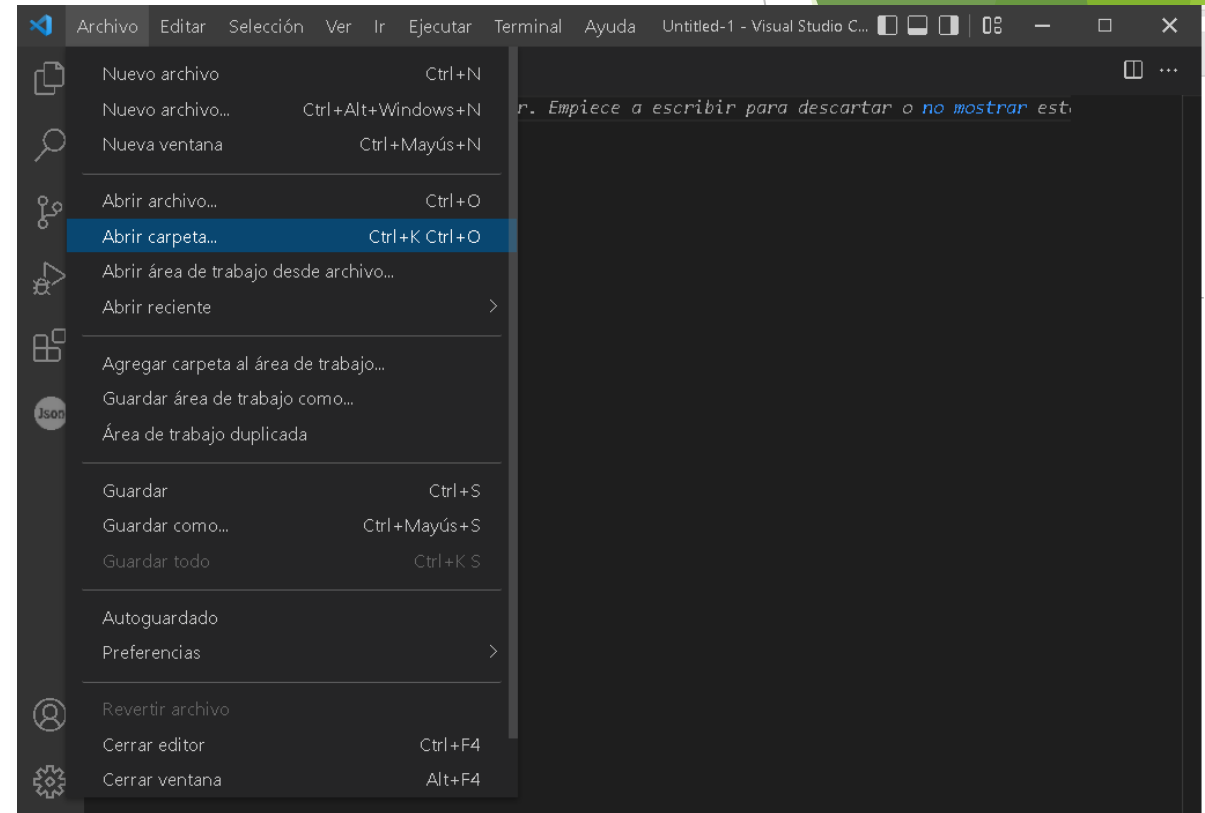 Archivo Editar Selección Ver Ir Ejecutar Terminal Ayuda Untitled-1 - Visual Studio C...
Nuevo archivo Ctrl+N
Nuevo archivo... Ctrl+Alt+Windows+N
r. Empiece a escribir para descartar o no mostrar est
Nueva ventana Ctrl+Mayús+N
Abrir archivo... Ctrl+O
Abrir carpeta... Ctrl+K Ctrl+O
Abrir área de trabajo desde archivo...
Abrir reciente
Agregar carpeta al área de trabajo...
Guardar área de trabajo como...
Json
Área de trabajo duplicada
Guardar Ctrl+S
Guardar como... Ctrl+Mayús+S
Guardar todo Ctrl+K S
Autoguardado
Preferencias
Revertir archivo
Cerrar editor Ctrl+F4
Cerrar ventana Alt+F4